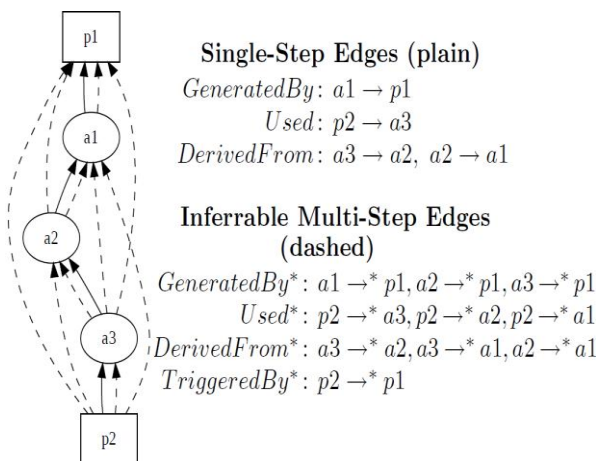 p1
Single-Step Edges (plain)
GeneratedBy: a1 → p1
Used: p2 → a3
a1
DerivedFrom: a3 → a2, a2 → a1
Inferrable Multi-Step Edges
a2
(dashed)
GeneratedBy*: a1 →* p1, a2 →* p1, a3 →* p1
Used*: p2 →* a3, p2 →* a2, p2 →* a1
a3
DerivedFrom*: a3 →* a2, a3 →* a1, a2 →* a1
TriggeredBy*: p2 →* p1
p2